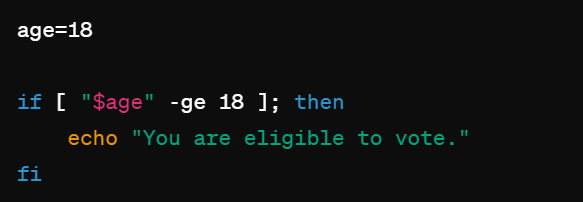 age=18
if [ "$age" -ge 18 ]; then
echo "You are eligible to vote."
fi